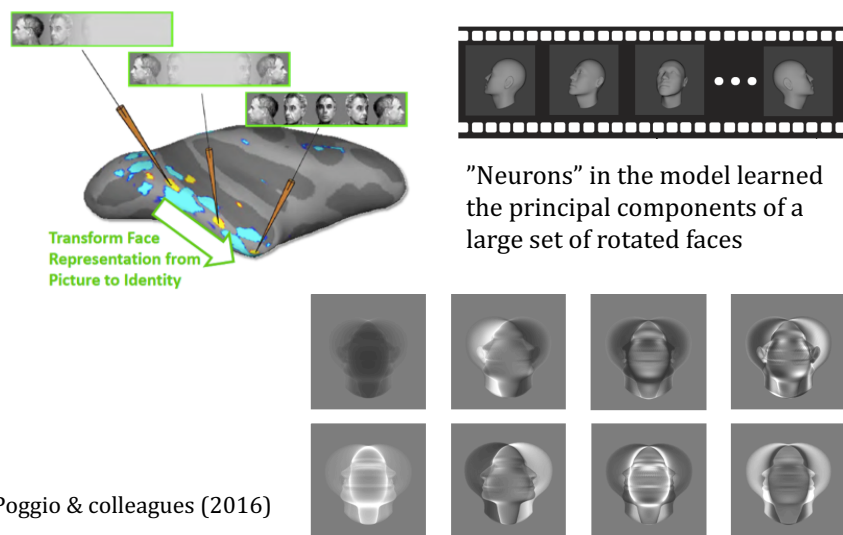 Transform Face
Representation from
Picture to Identity
”Neurons” in the model learned
the principal components of a
large set of rotated faces
Poggio & colleagues (2016)